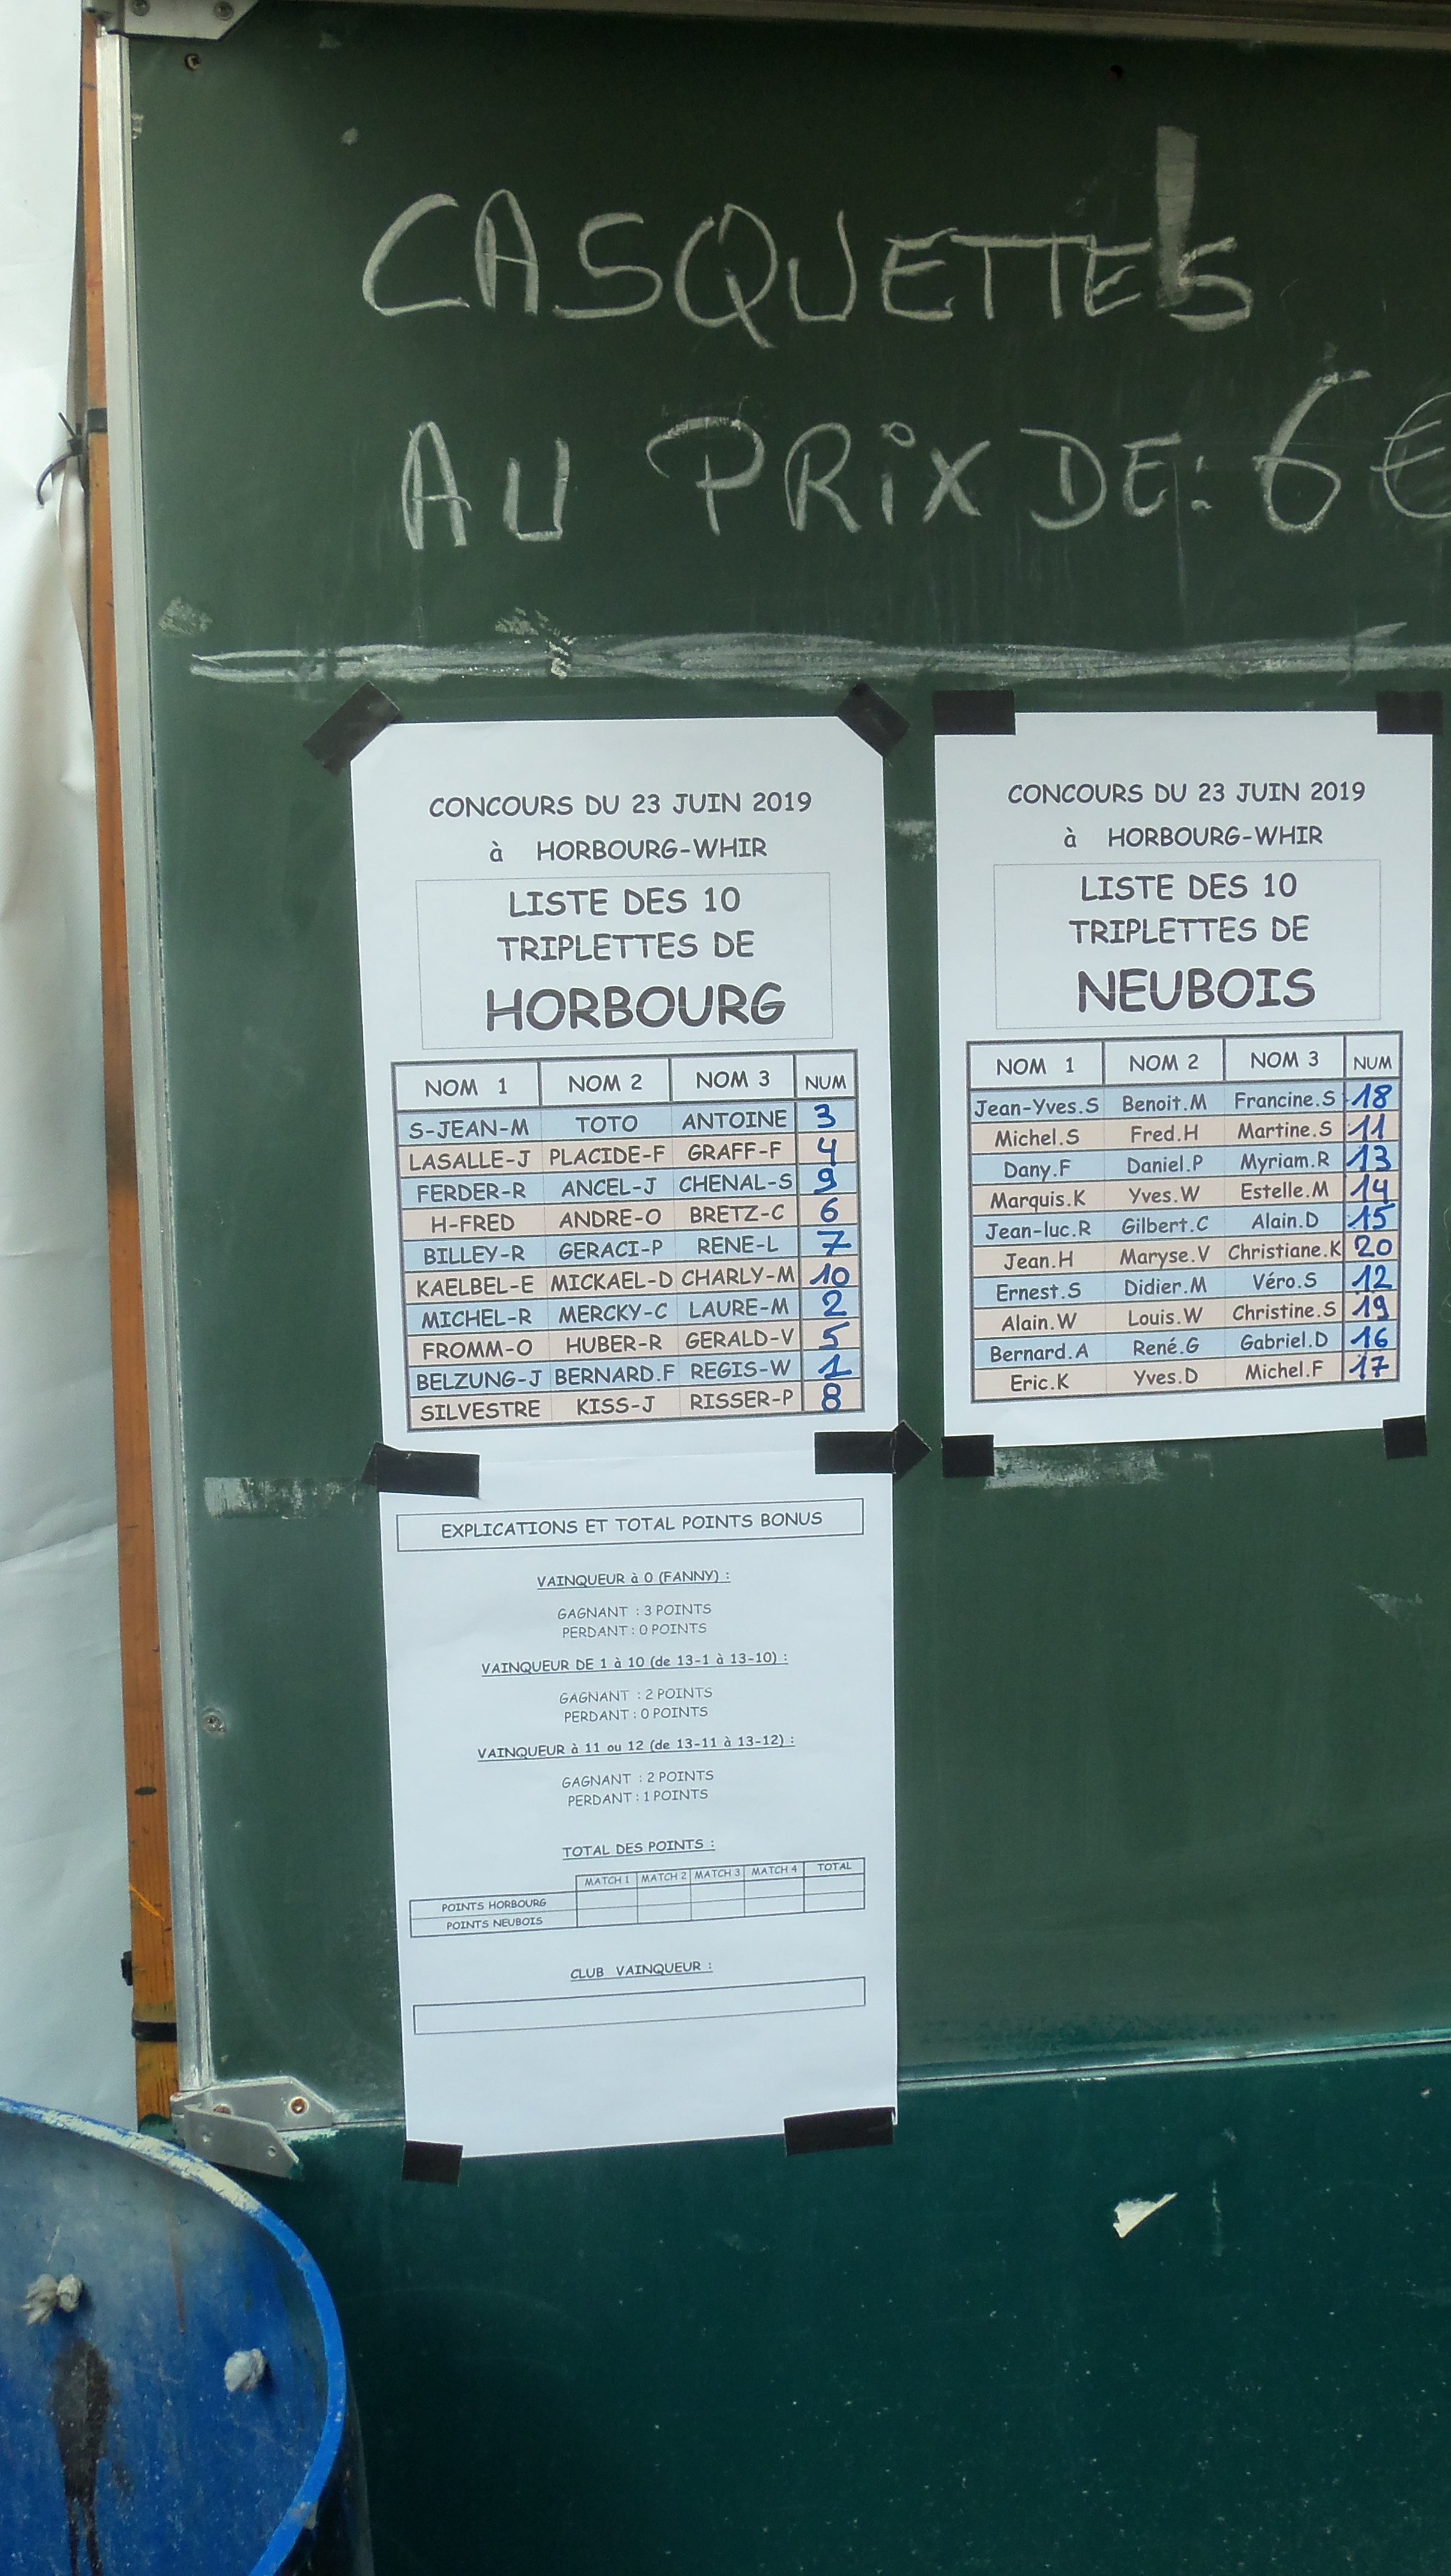 CASQUETTES
AU PRIX DE: 6 €
CONCOURS DU 23 JUIN 2019
à HORBOURG-WHIR
LISTE DES 10
TRIPLETTES DE
HORBOURG
NOM 1 NOM 2 NOM 3 NUM
S-JEAN-M TOTO ANTOINE 3
LASALLE-J PLACIDE-F GRAFF-F 4
FERDER-R ANCEL-J CHENAL-S 9
H-FRED ANDRE-O BRETZ-C 6
BILLEY-R GERACI-P RENE-L 7
KAELBEL-E MICKAEL-D CHARLY-M 10
MICHEL-R MERCKY-C LAURE-M 2
FROMM-O HUBER-R GERALD-V 5
BELZUNG-J BERNARD.F REGIS-W 1
SILVESTRE KISS-J RISSER-P 8
CONCOURS DU 23 JUIN 2019
à HORBOURG-WHIR
LISTE DES 10
TRIPLETTES DE
NEUBOIS
NOM 1 NOM 2 NOM 3 NUM
Jean-Yves.S Benoit.M Francine.S 18
Michel.S Fred.H Martine.S 11
Dany.F Daniel.P Myriam.R 13
Marquis.K Yves.W Estelle.M 14
Jean-luc.R Gilbert.C Alain.D 15
Jean.H Maryse.V Christiane.K 20
Ernest.S Didier.M Véro.S 12
Alain.W Louis.W Christine.S 19
Bernard.A René.G Gabriel.D 16
Eric.K Yves.D Michel.F 17
EXPLICATIONS ET TOTAL POINTS BONUS
VAINQUEUR à 0 (FANNY) :
GAGNANT : 3 POINTS
PERDANT : 0 POINTS
VAINQUEUR DE 1 à 10 (de 13-1 à 13-10) :
GAGNANT : 2 POINTS
PERDANT : 0 POINTS
VAINQUEUR à 11 ou 12 (de 13-11 à 13-12) :
GAGNANT : 2 POINTS
PERDANT : 1 POINTS
TOTAL DES POINTS :
MATCH 1 MATCH 2 MATCH 3 MATCH 4 TOTAL
POINTS HORBOURG
POINTS NEUBOIS
CLUB VAINQUEUR :